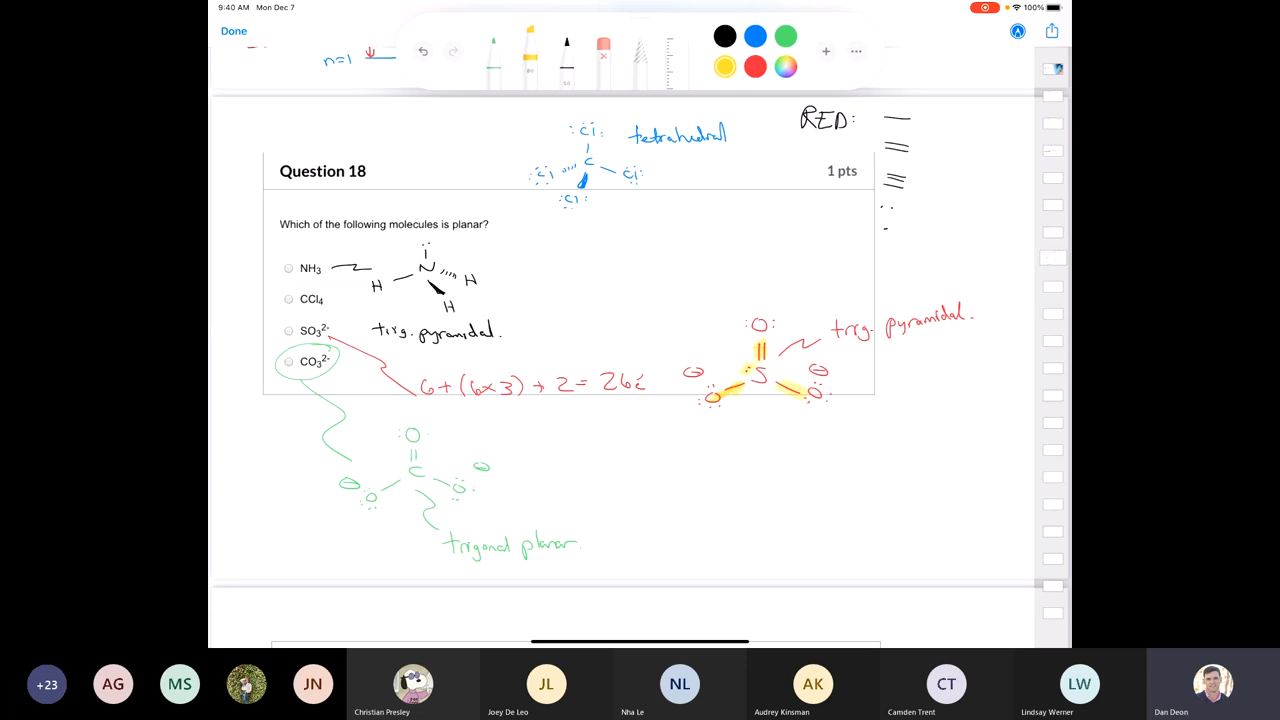 9:40 AM Mon Dec 7
100%
Done
n=1
RED:
:Cl:
tetrahedral
C
Cl
Cl:
:Cl:
Question 18
1 pts
Which of the following molecules is planar?
NH3
N
H
H
H
trig. pyramidal.
CCl4
SO3 2-
CO3 2-
6+(6x3)+2=26e
:O:
trig. pyramidal.
S
O
O
:O:
C
O
O
trigonal planar
+23
AG
MS
JN
JL
NL
AK
CT
LW
Christian Presley
Joey De Leo
Nha Le
Audrey Kinsman
Camden Trent
Lindsay Werner
Dan Deon